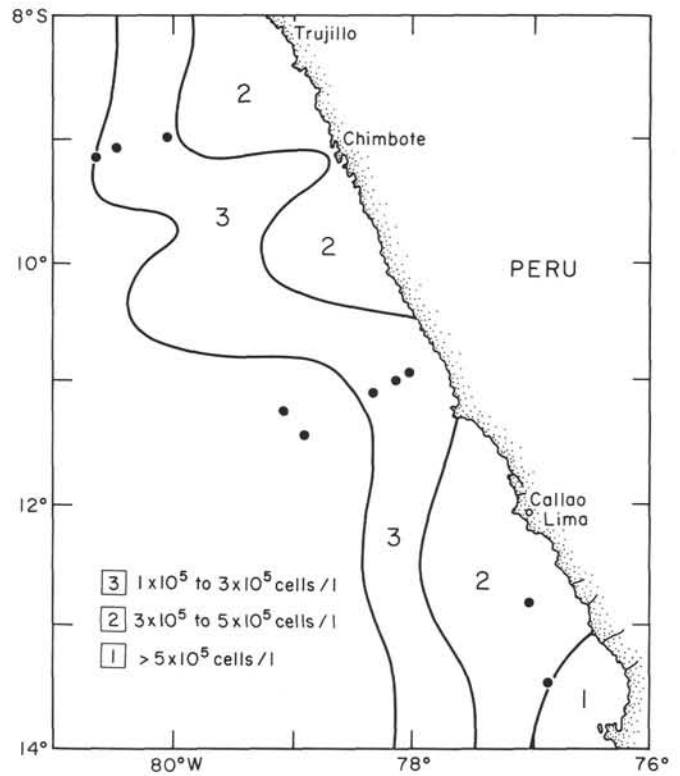 8°S
Trujillo
2
Chimbote
3
2
10°
PERU
12°
Callao
Lima
3
2
3 1x10⁵ to 3x10⁵ cells/l
2 3x10⁵ to 5x10⁵ cells/l
1 >5x10⁵ cells/l
1
14°
80°W
78°
76°